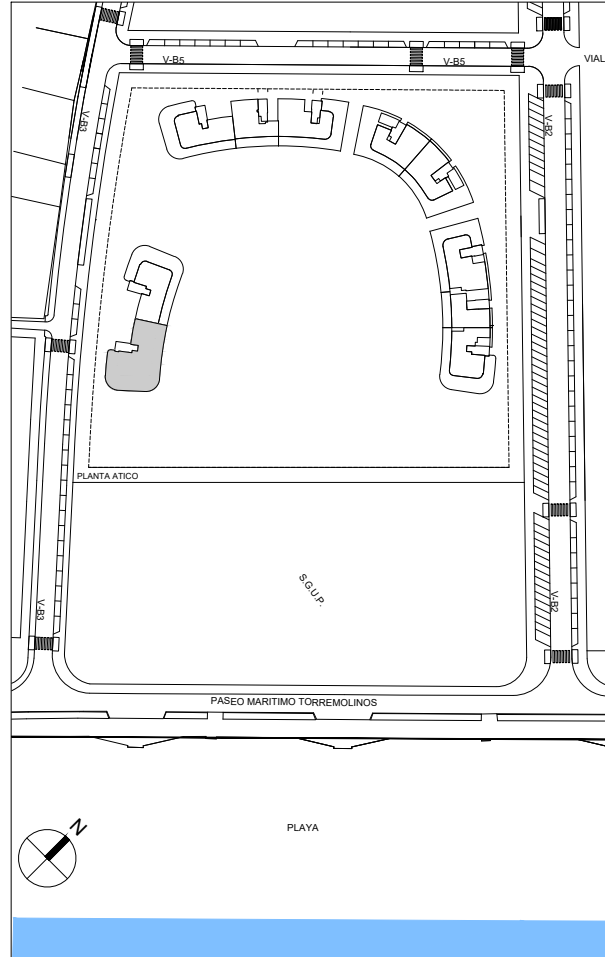 V-B5
V-B5
VIAL
V-B3
V-B2
PLANTA ATICO
S.G.U.P.
V-B3
V-B2
PASEO MARITIMO TORREMOLINOS
N
PLAYA